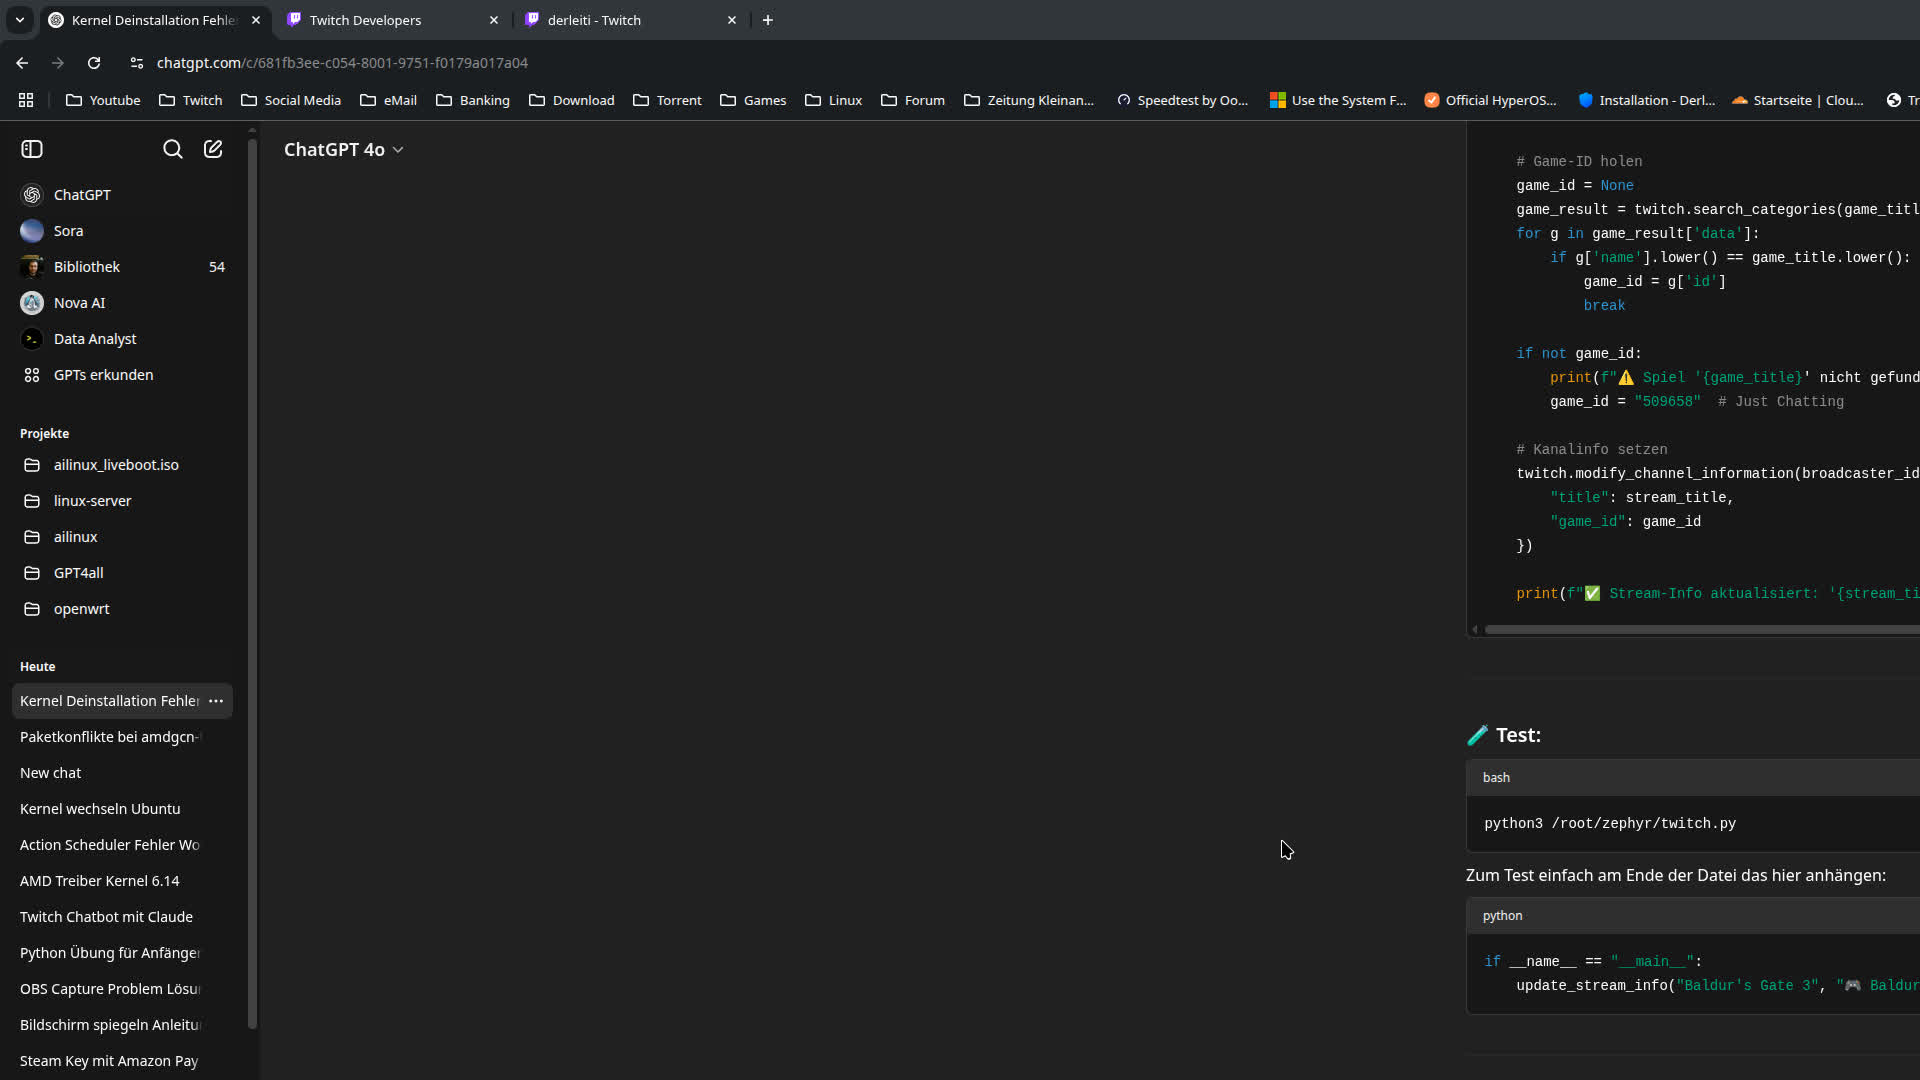 Kernel Deinstallation Fehle
Twitch Developers
derleiti - Twitch
chatgpt.com/c/681fb3ee-c054-8001-9751-f0179a017a04
Youtube
Twitch
Social Media
eMail
Banking
Download
Torrent
Games
Linux
Forum
Zeitung Kleinan...
Speedtest by Oo...
Use the System F...
Official HyperOS...
Installation - Derl...
Startseite | Clou...
Tr
ChatGPT 4o
ChatGPT
Sora
Bibliothek 54
Nova AI
Data Analyst
GPTs erkunden
Projekte
ailinux_liveboot.iso
linux-server
ailinux
GPT4all
openwrt
Heute
Kernel Deinstallation Fehler
Paketkonflikte bei amdgcn-
New chat
Kernel wechseln Ubuntu
Action Scheduler Fehler Wo
AMD Treiber Kernel 6.14
Twitch Chatbot mit Claude
Python Übung für Anfänger
OBS Capture Problem Lösu
Bildschirm spiegeln Anleitu
Steam Key mit Amazon Pay
# Game-ID holen
game_id = None
game_result = twitch.search_categories(game_titl
for g in game_result['data']:
if g['name'].lower() == game_title.lower():
game_id = g['id']
break
if not game_id:
print(f"⚠️ Spiel '{game_title}' nicht gefund
game_id = "509658"  # Just Chatting
# Kanalinfo setzen
twitch.modify_channel_information(broadcaster_id
"title": stream_title,
"game_id": game_id
})
print(f"✅ Stream-Info aktualisiert: '{stream_ti
🧪 Test:
bash
python3 /root/zephyr/twitch.py
Zum Test einfach am Ende der Datei das hier anhängen:
python
if __name__ == "__main__":
update_stream_info("Baldur's Gate 3", "🎮 Baldur